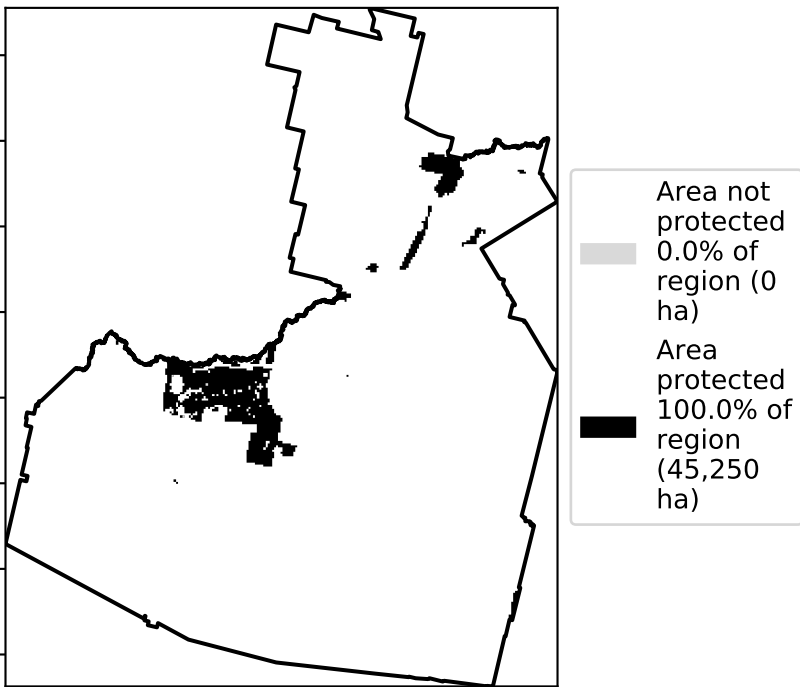 Area not
protected
0.0% of
region (0
ha)
Area
protected
100.0% of
region
(45,250
ha)